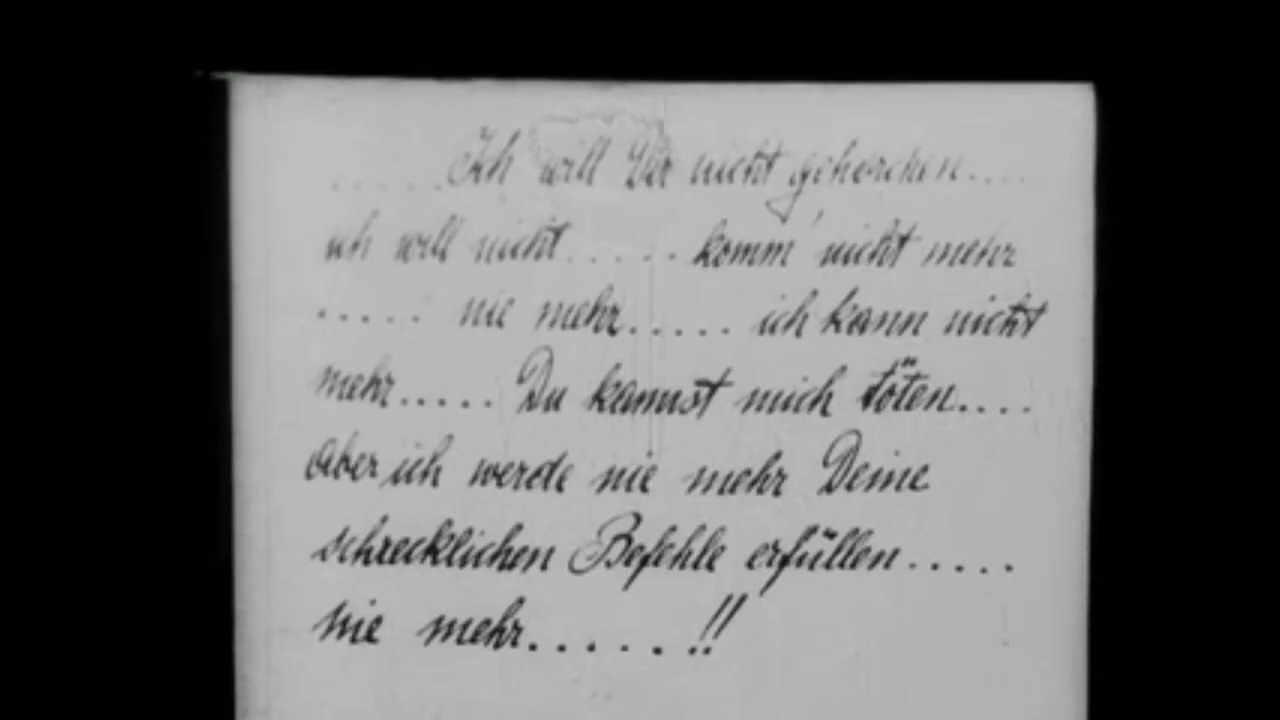 .....Ich will Dir nicht gehorchen....
ich will nicht..... komm' nicht mehr
..... nie mehr..... ich kann nicht
mehr..... Du kannst mich töten....
aber ich werde nie mehr Deine
schrecklichen Befehle erfüllen.....
nie mehr.....!!